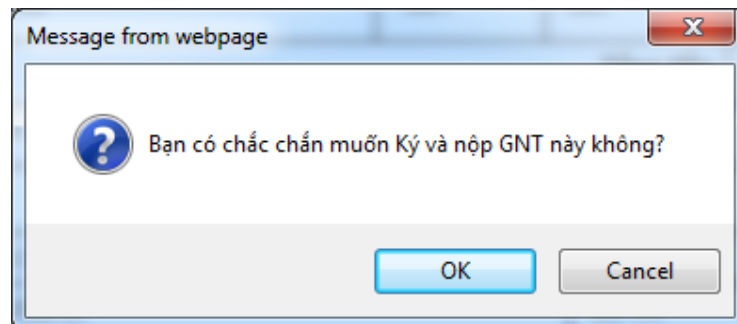 Message from webpage
Bạn có chắc chắn muốn Ký và nộp GNT này không?
OK
Cancel